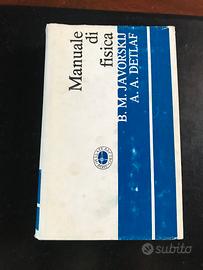 Manuale
di
fisica
B. M. JAVORSKIJ
A. A. DETLAF
subito